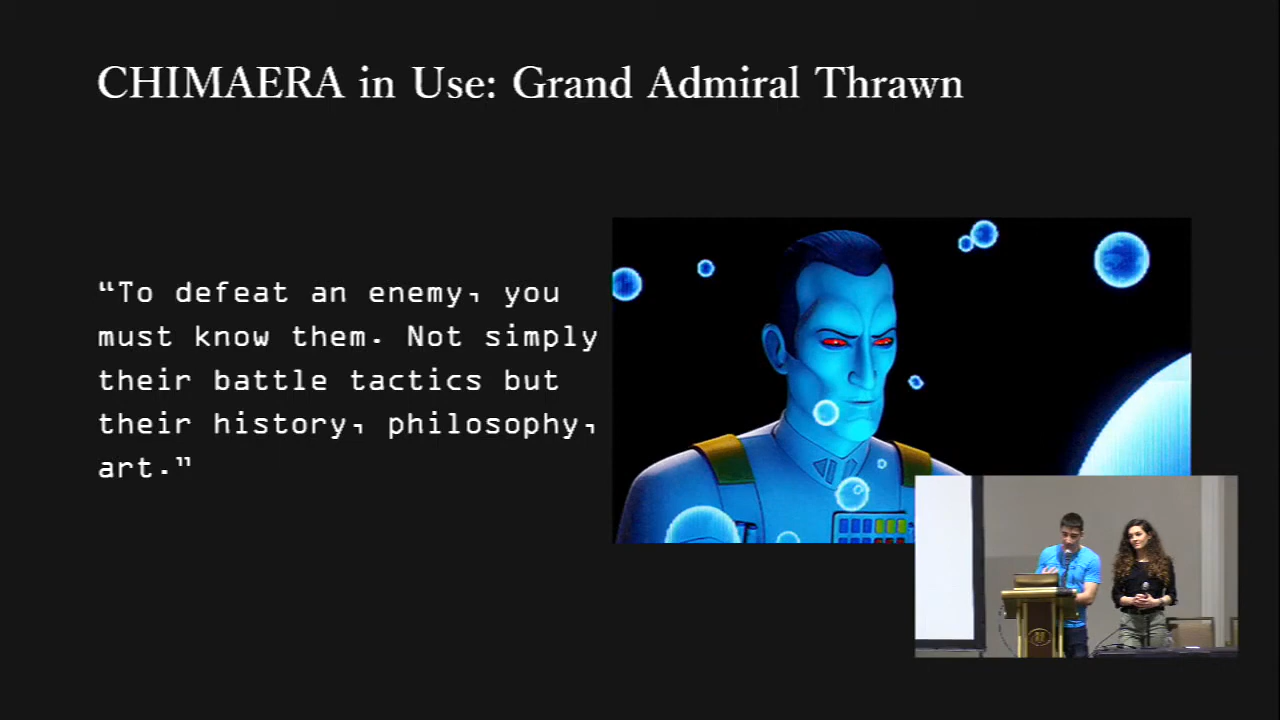 CHIMAERA in Use: Grand Admiral Thrawn
“To defeat an enemy, you
must know them. Not simply
their battle tactics but
their history, philosophy,
art.”